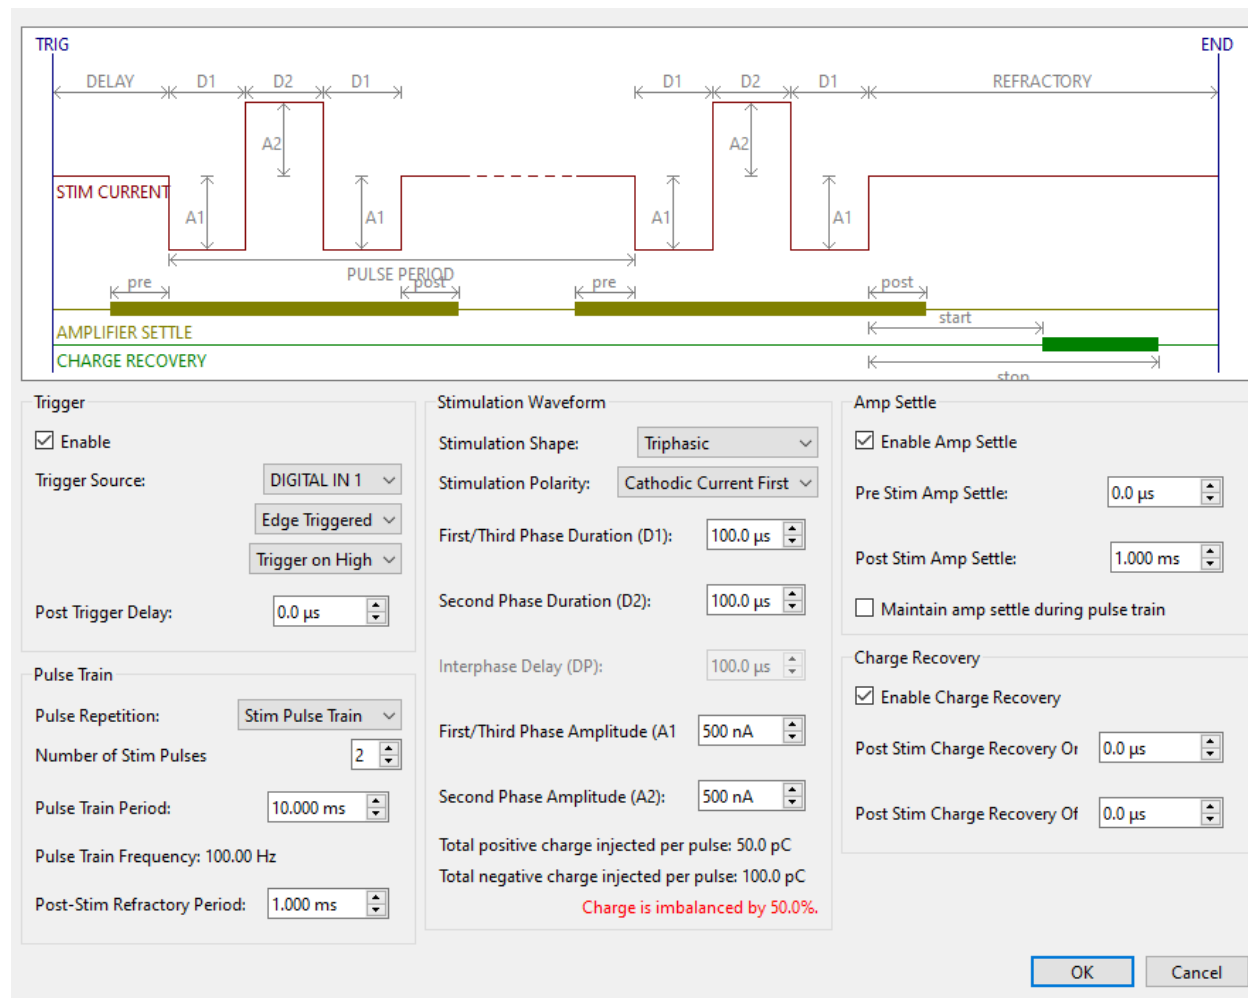 TRIG
END
DELAY D1 D2 D1 D1 D2 D1 REFRACTORY
A2 A2
STIM CURRENT
A1 A1 A1 A1
PULSE PERIOD
pre post pre post
AMPLIFIER SETTLE
start
CHARGE RECOVERY
stop
Trigger
Enable
Trigger Source: DIGITAL IN 1
Edge Triggered
Trigger on High
Post Trigger Delay: 0.0 µs
Pulse Train
Pulse Repetition: Stim Pulse Train
Number of Stim Pulses 2
Pulse Train Period: 10.000 ms
Pulse Train Frequency: 100.00 Hz
Post-Stim Refractory Period: 1.000 ms
Stimulation Waveform
Stimulation Shape: Triphasic
Stimulation Polarity: Cathodic Current First
First/Third Phase Duration (D1): 100.0 µs
Second Phase Duration (D2): 100.0 µs
Interphase Delay (DP): 100.0 µs
First/Third Phase Amplitude (A1 500 nA
Second Phase Amplitude (A2): 500 nA
Total positive charge injected per pulse: 50.0 pC
Total negative charge injected per pulse: 100.0 pC
Charge is imbalanced by 50.0%.
Amp Settle
Enable Amp Settle
Pre Stim Amp Settle: 0.0 µs
Post Stim Amp Settle: 1.000 ms
Maintain amp settle during pulse train
Charge Recovery
Enable Charge Recovery
Post Stim Charge Recovery Or 0.0 µs
Post Stim Charge Recovery Of 0.0 µs
OK Cancel